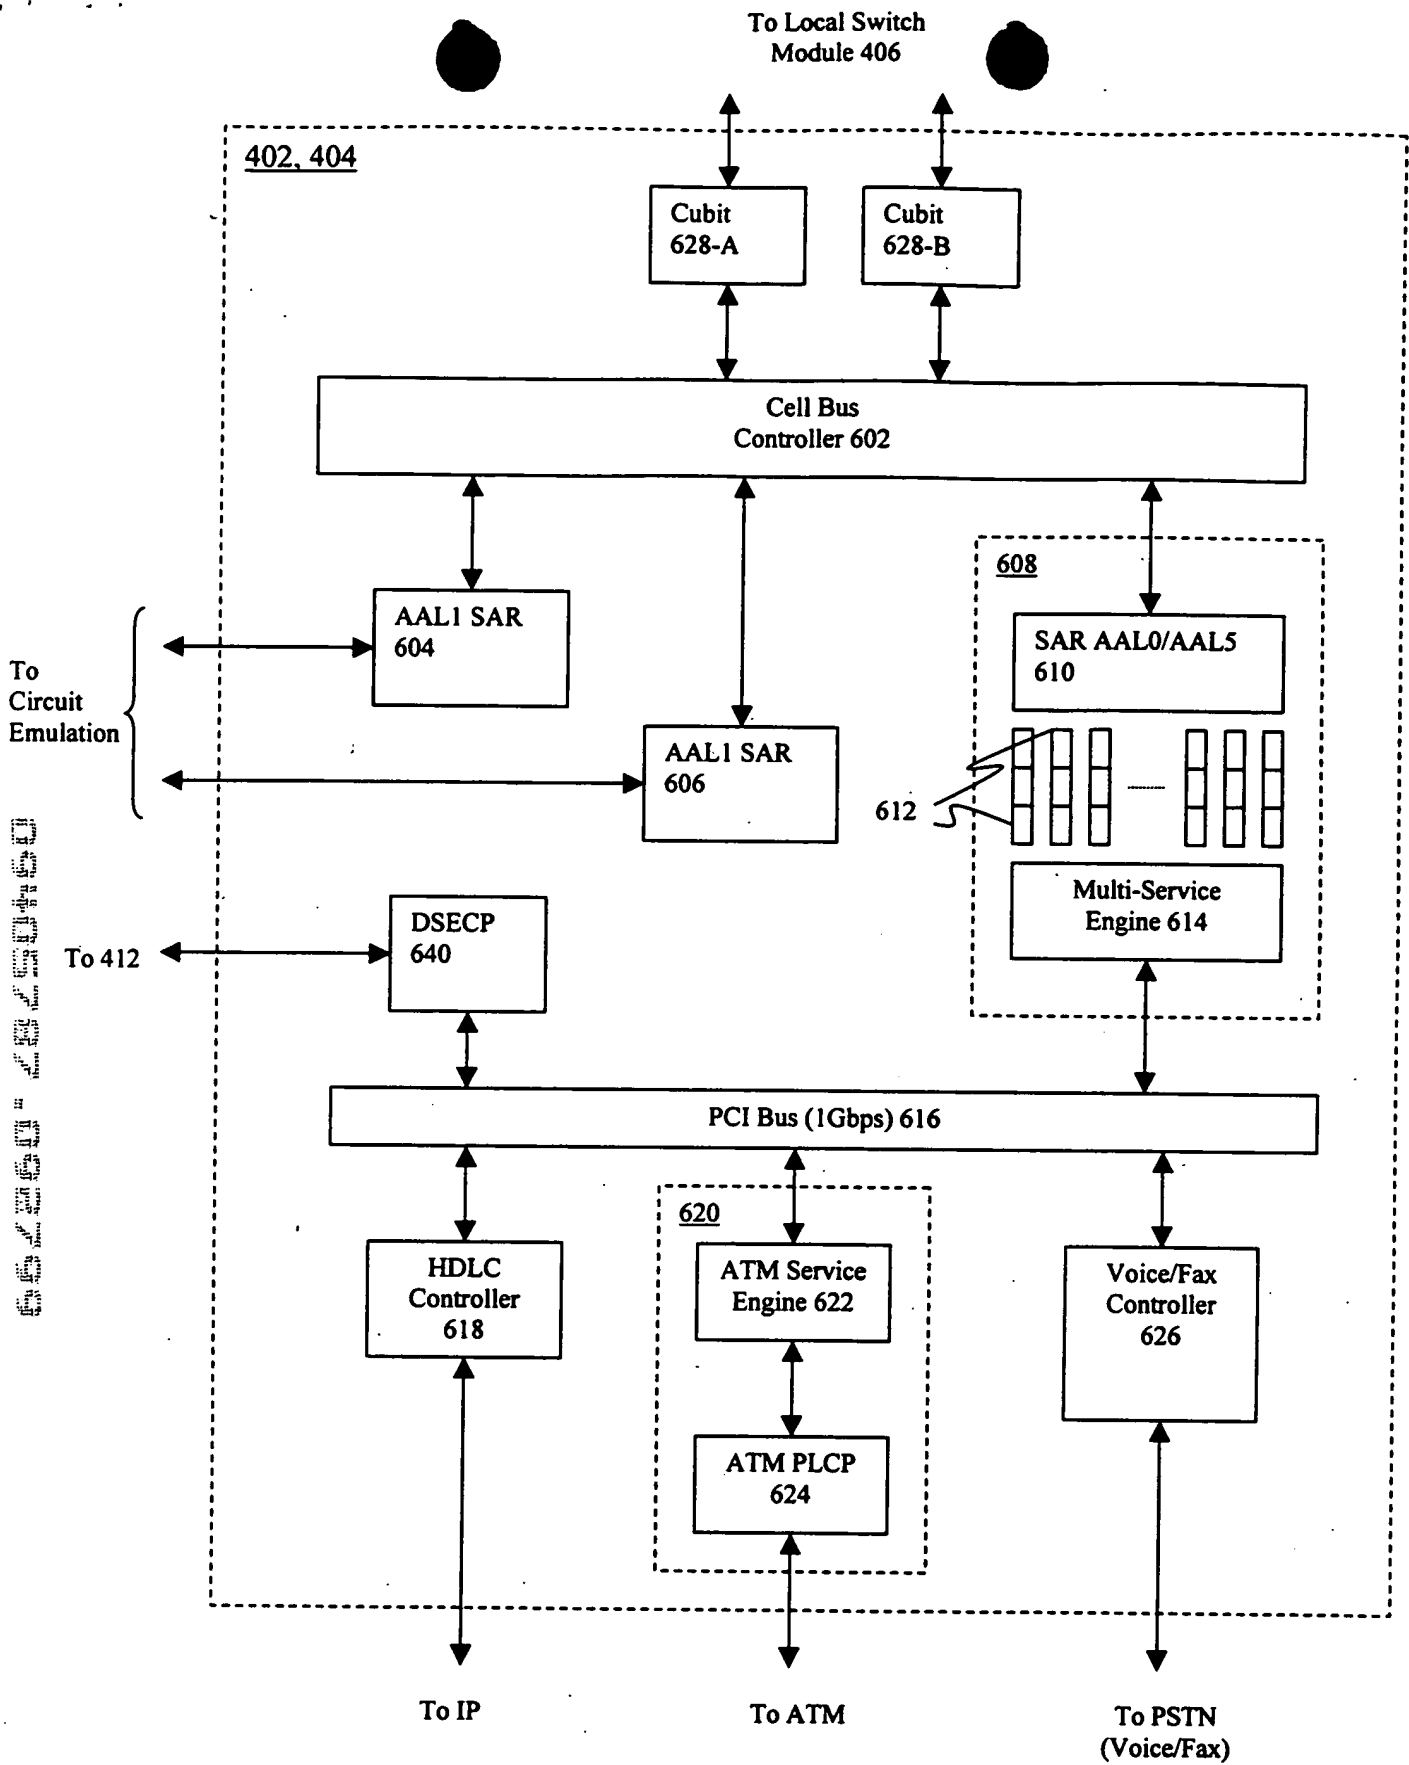 To Local Switch
Module 406
402, 404
Cubit
628-A
Cubit
628-B
Cell Bus
Controller 602
608
AAL1 SAR
604
SAR AAL0/AAL5
610
To
Circuit
Emulation
AAL1 SAR
606
612
Multi-Service
Engine 614
DSECP
640
To 412
PCI Bus (1Gbps) 616
620
HDLC
Controller
618
ATM Service
Engine 622
Voice/Fax
Controller
626
ATM PLCP
624
To IP
To ATM
To PSTN
(Voice/Fax)